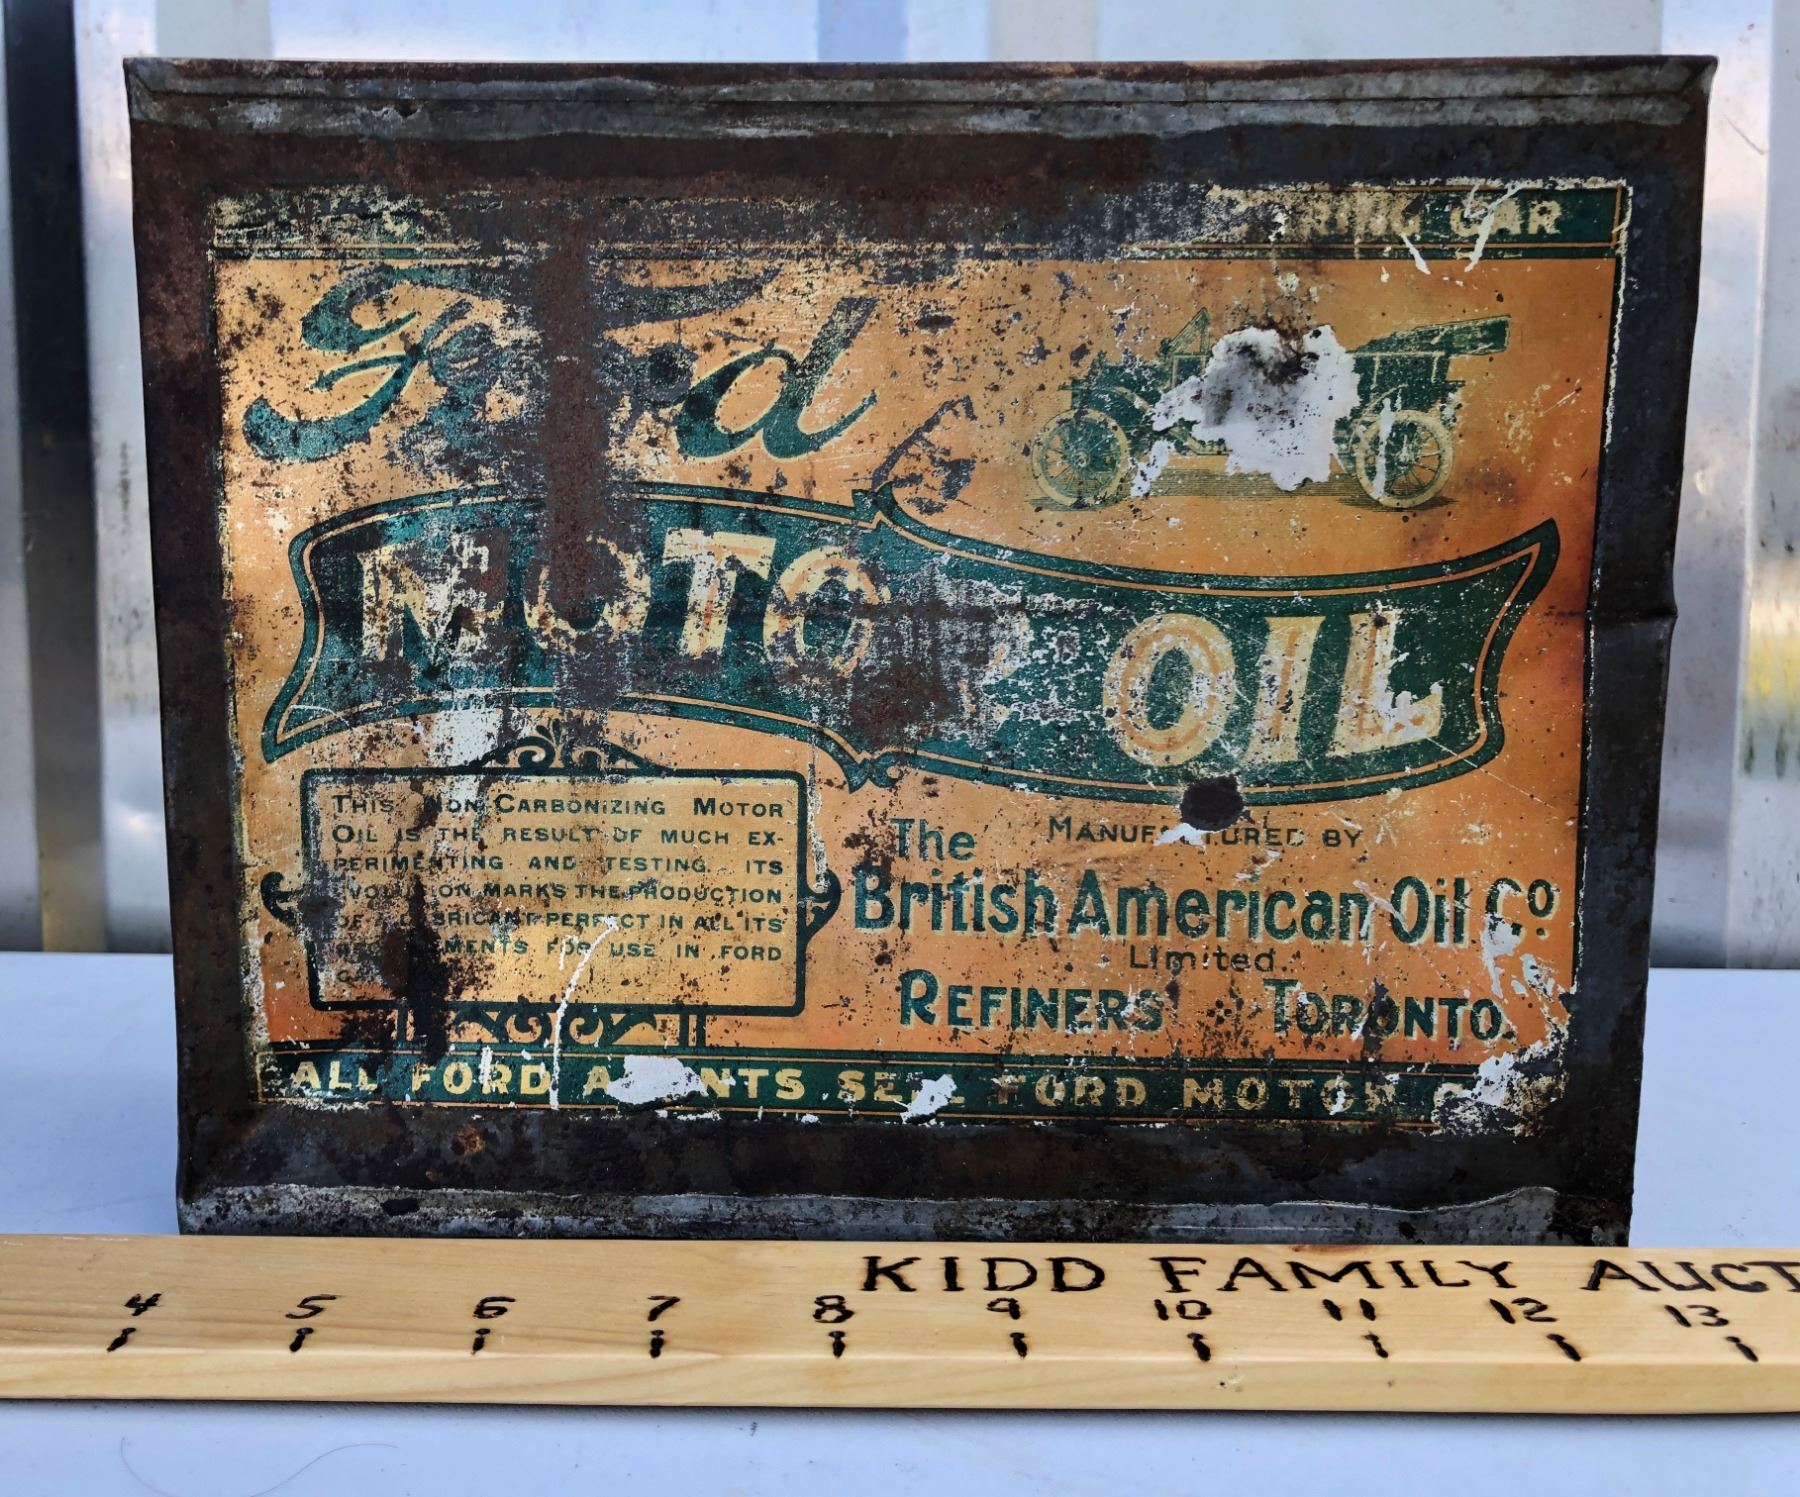 CAR
Ford
MOTOR OIL
THIS NON CARBONIZING MOTOR
OIL IS THE RESULT OF MUCH EX-
PERIMENTING AND TESTING. ITS
EVOLUTION MARKS THE PRODUCTION
OF A LUBRICANT PERFECT IN ALL ITS
REQUIREMENTS FOR USE IN FORD
MANUFACTURED BY
The
British American Oil Co.
Limited.
REFINERS TORONTO.
ALL FORD AGENTS SELL FORD MOTOR
KIDD FAMILY AUCT
4 5 6 7 8 9 10 11 12 13